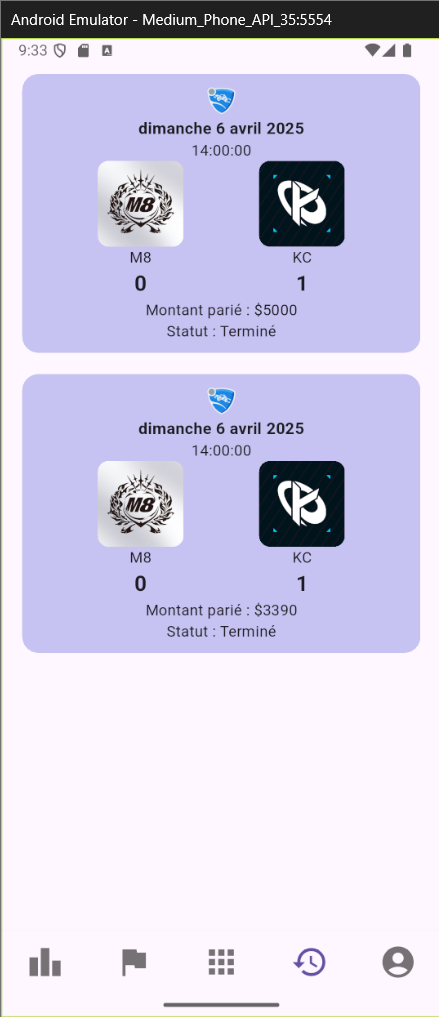 Android Emulator - Medium_Phone_API_35:5554
9:33
A
dimanche 6 avril 2025
14:00:00
M8
M8 KC
0 1
Montant parié : $5000
Statut : Terminé
dimanche 6 avril 2025
14:00:00
M8
M8 KC
0 1
Montant parié : $3390
Statut : Terminé